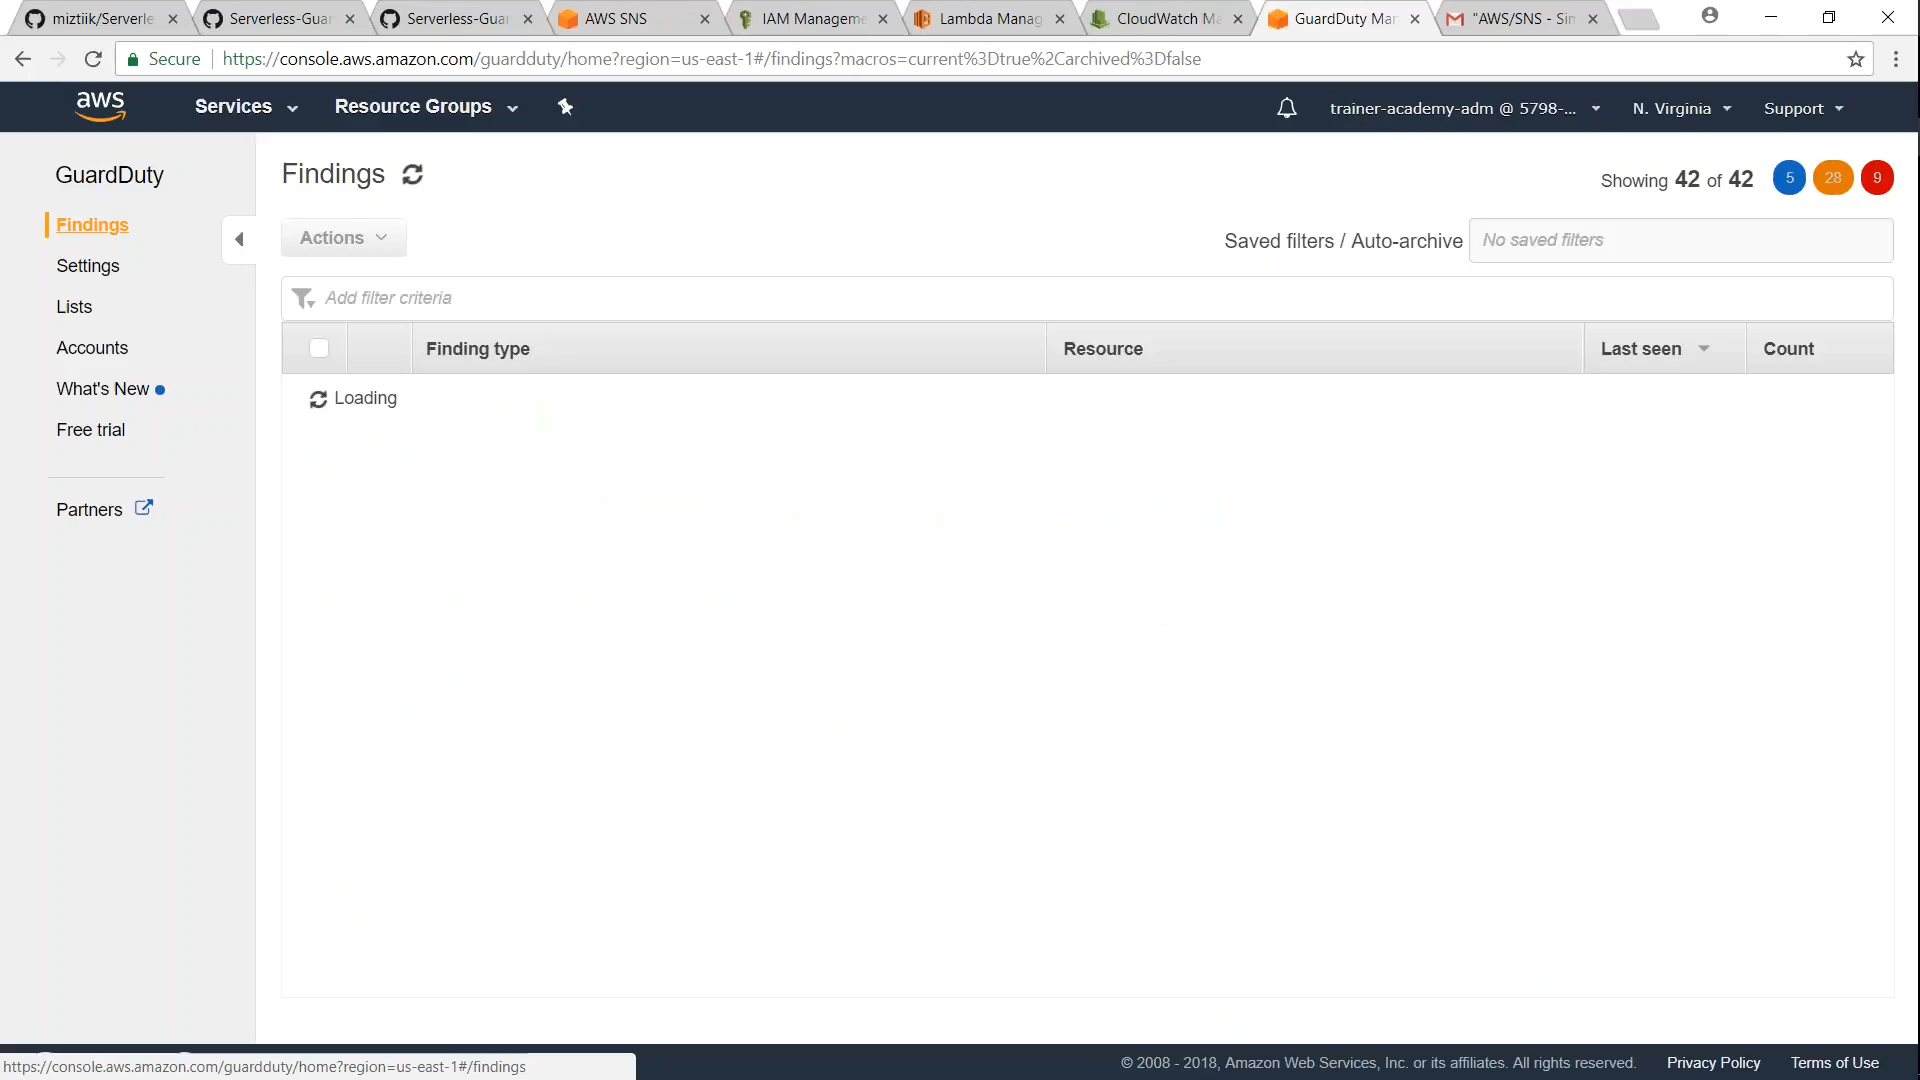 miztiik/Serverle
Serverless-Guar
Serverless-Guar
AWS SNS
IAM Manageme
Lambda Manag
CloudWatch Ma
GuardDuty Man
"AWS/SNS - Sim
Secure
https://console.aws.amazon.com/guardduty/home?region=us-east-1#/findings?macros=current%3Dtrue%2Carchived%3Dfalse
aws
Services
Resource Groups
trainer-academy-adm @ 5798-...
N. Virginia
Support
GuardDuty
Findings
Settings
Lists
Accounts
What's New
Free trial
Partners
Findings
Showing 42 of 42
5
28
9
Actions
Saved filters / Auto-archive
No saved filters
Add filter criteria
Finding type
Resource
Last seen
Count
Loading
https://console.aws.amazon.com/guardduty/home?region=us-east-1#/findings
© 2008 - 2018, Amazon Web Services, Inc. or its affiliates. All rights reserved.
Privacy Policy
Terms of Use